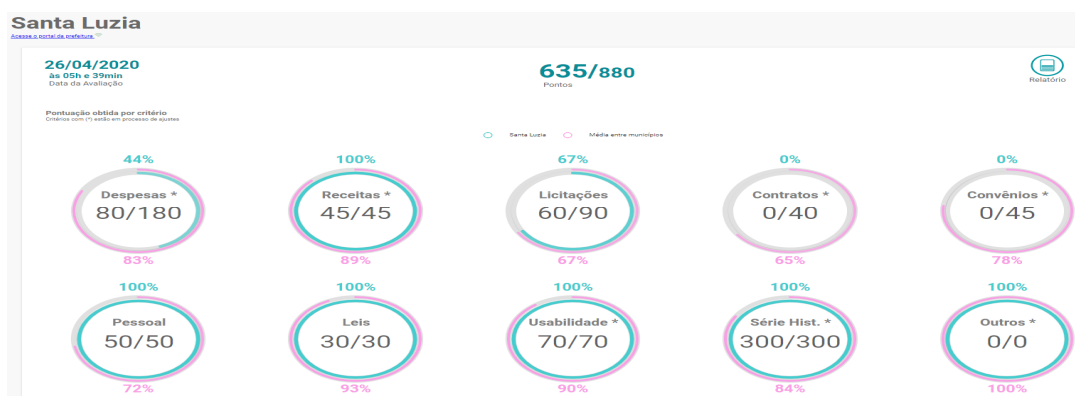 Santa Luzia
Acesse o portal da prefeitura
26/04/2020
às 05h e 39min
Data da Avaliação
635/880
Pontos
Relatório
Pontuação obtida por critério
Critérios com (*) estão em processo de ajustes
Santa Luzia Média entre municípios
44% 100% 67% 0% 0%
Despesas * Receitas * Licitações Contratos * Convênios *
80/180 45/45 60/90 0/40 0/45
83% 89% 67% 65% 78%
100% 100% 100% 100% 100%
Pessoal Leis Usabilidade * Série Hist. * Outros *
50/50 30/30 70/70 300/300 0/0
72% 93% 90% 84% 100%